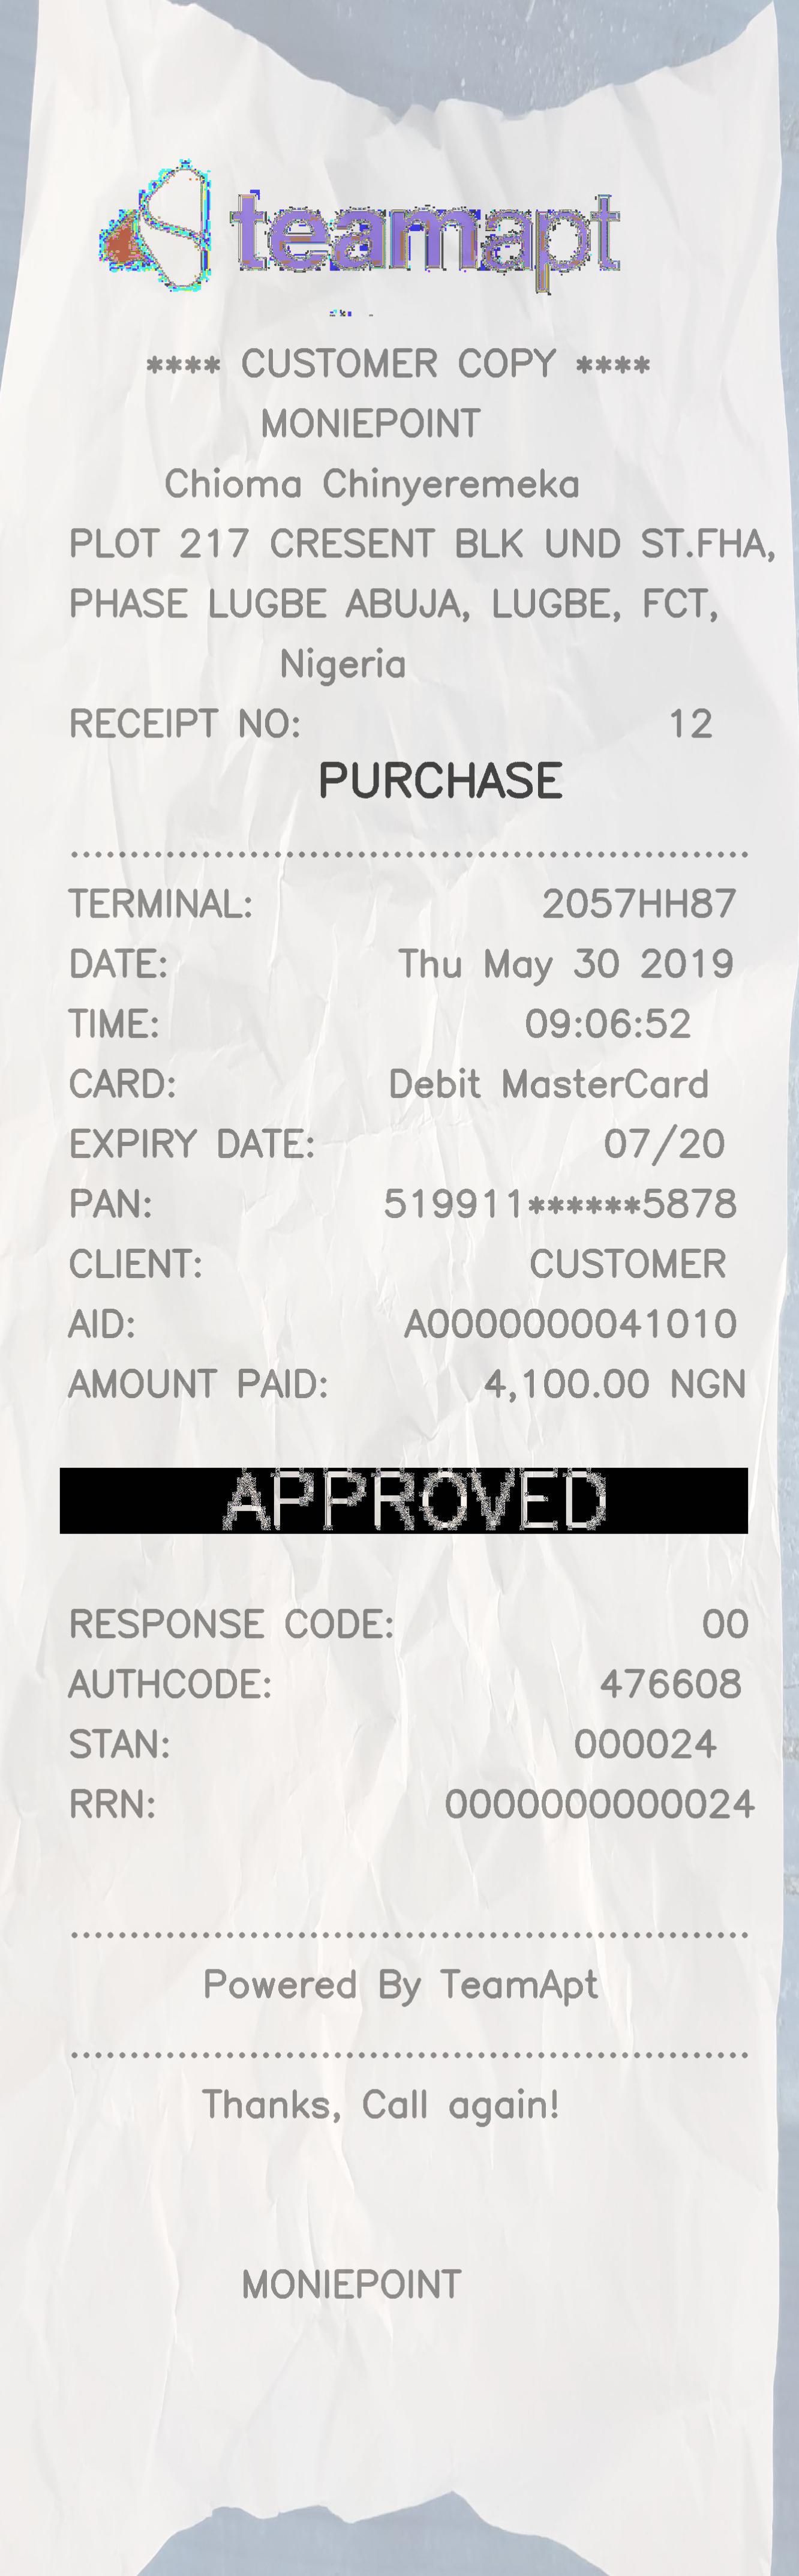 teamapt
**** CUSTOMER COPY ****
MONIEPOINT
Chioma Chinyeremeka
PLOT 217 CRESENT BLK UND ST.FHA,
PHASE LUGBE ABUJA, LUGBE, FCT,
Nigeria
RECEIPT NO: 12
PURCHASE
TERMINAL: 2057HH87
DATE: Thu May 30 2019
TIME: 09:06:52
CARD: Debit MasterCard
EXPIRY DATE: 07/20
PAN: 519911******5878
CLIENT: CUSTOMER
AID: A0000000041010
AMOUNT PAID: 4,100.00 NGN
APPROVED
RESPONSE CODE: 00
AUTHCODE: 476608
STAN: 000024
RRN: 0000000000024
Powered By TeamApt
Thanks, Call again!
MONIEPOINT